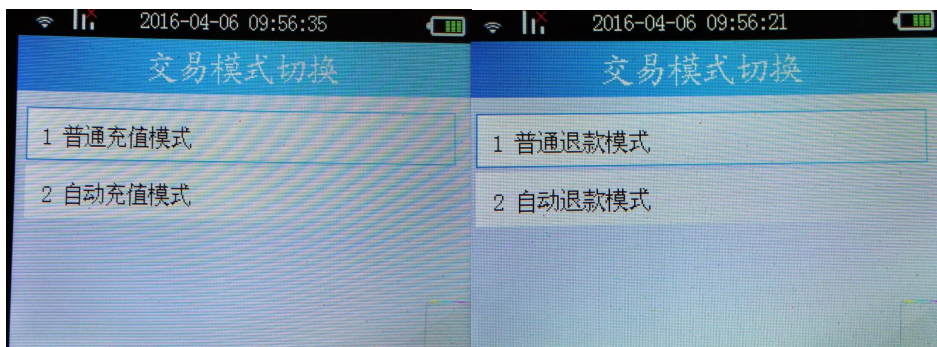 2016-04-06 09:56:35
交易模式切换
1 普通充值模式
2 自动充值模式
2016-04-06 09:56:21
交易模式切换
1 普通退款模式
2 自动退款模式